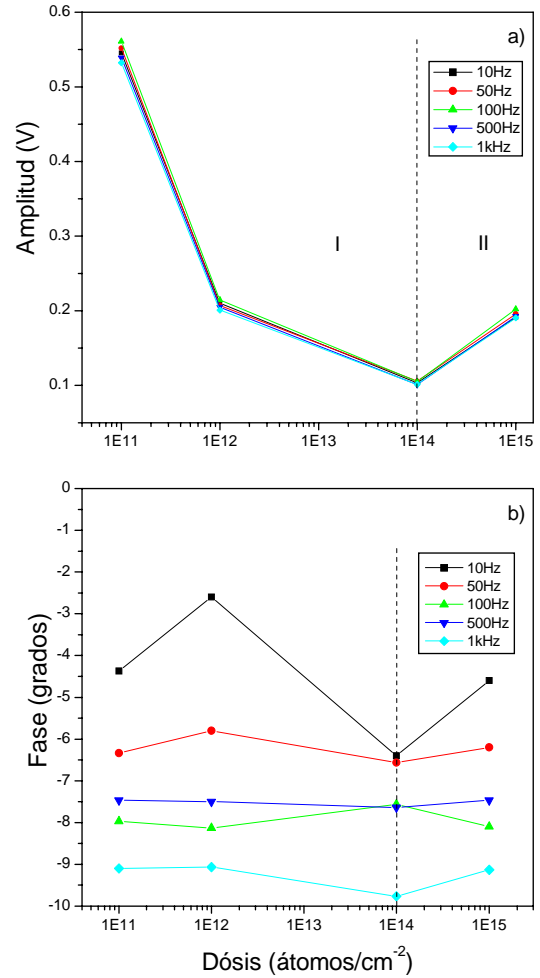 a)
0.6
0.5
0.4
0.3
0.2
0.1
Amplitud (V)
10Hz
50Hz
100Hz
500Hz
1kHz
I
II
1E11 1E12 1E13 1E14 1E15
b)
0
-1
-2
-3
-4
-5
-6
-7
-8
-9
-10
Fase (grados)
10Hz
50Hz
100Hz
500Hz
1kHz
1E11 1E12 1E13 1E14 1E15
Dósis (átomos/cm⁻²)